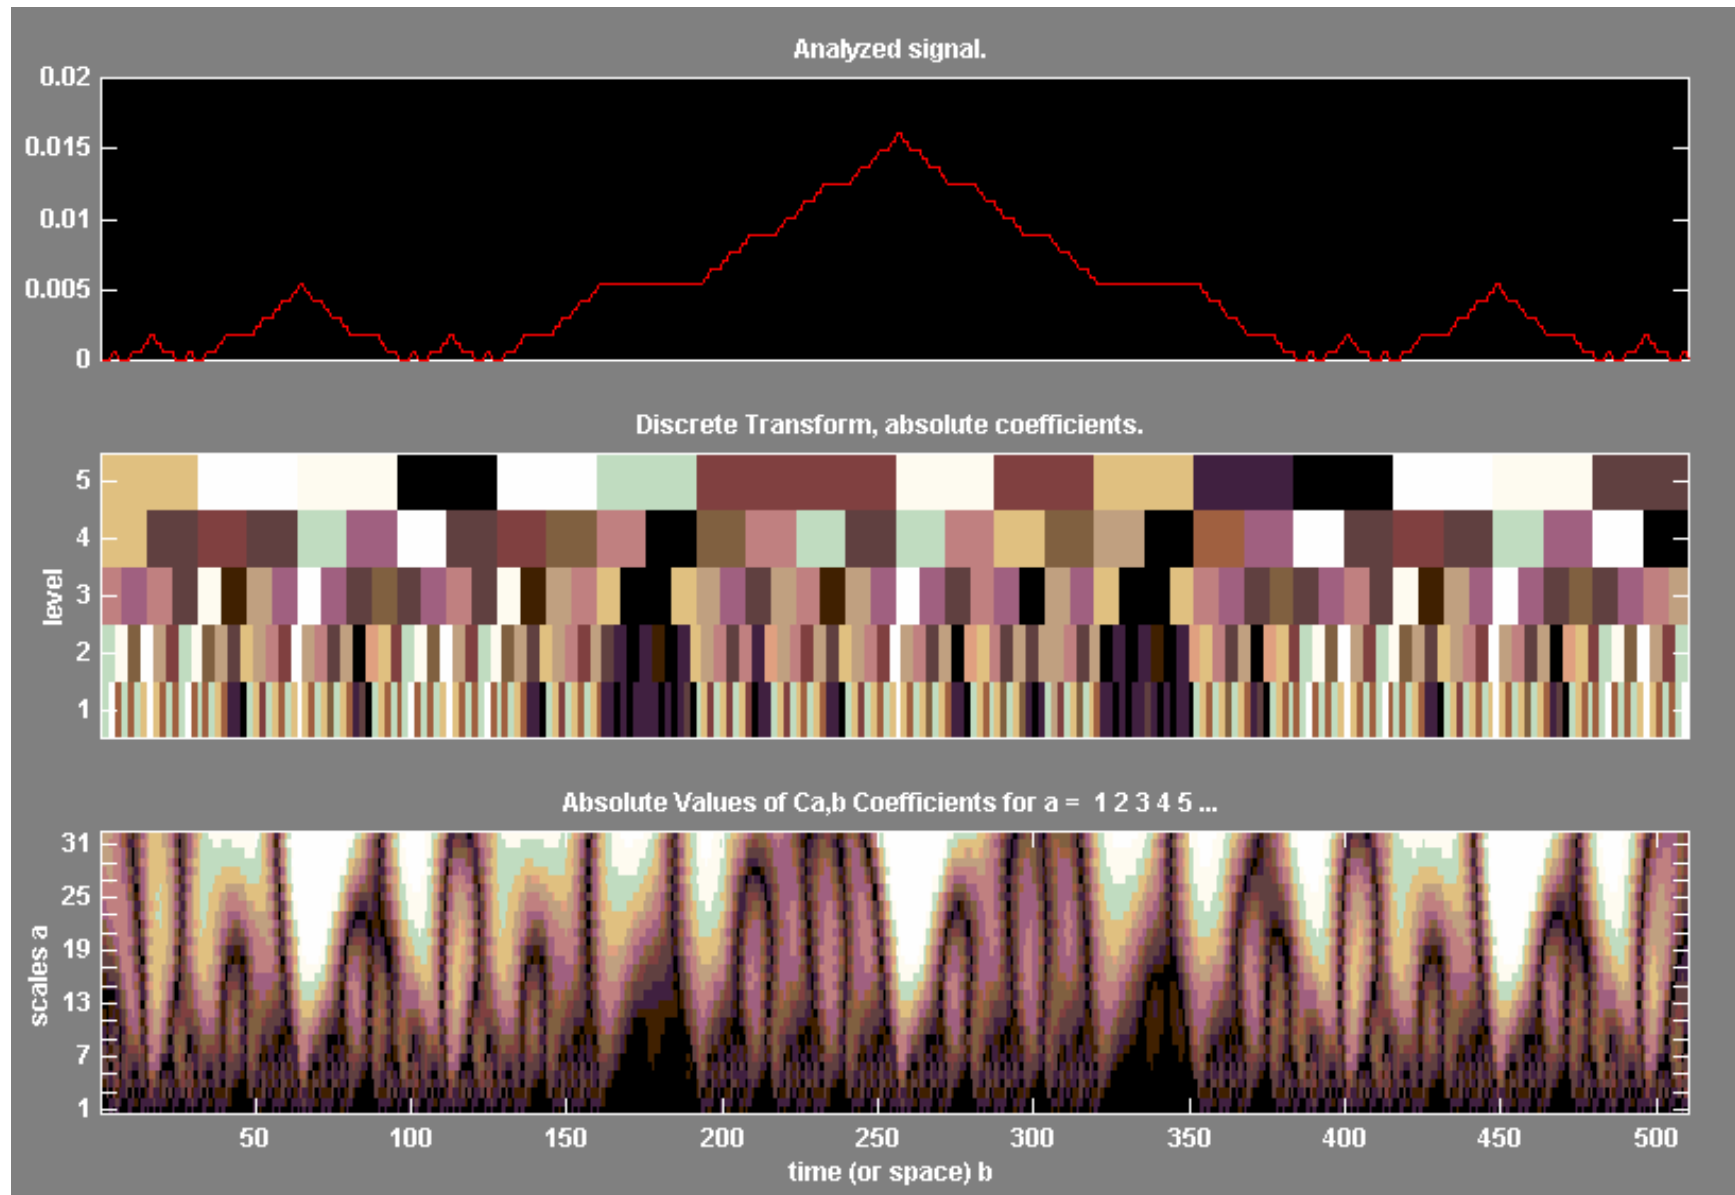 Analyzed signal.
0.02
0.015
0.01
0.005
0
Discrete Transform, absolute coefficients.
5
4
3
2
1
level
Absolute Values of Ca,b Coefficients for a = 1 2 3 4 5 ...
31
25
19
13
7
1
scales a
50 100 150 200 250 300 350 400 450 500
time (or space) b